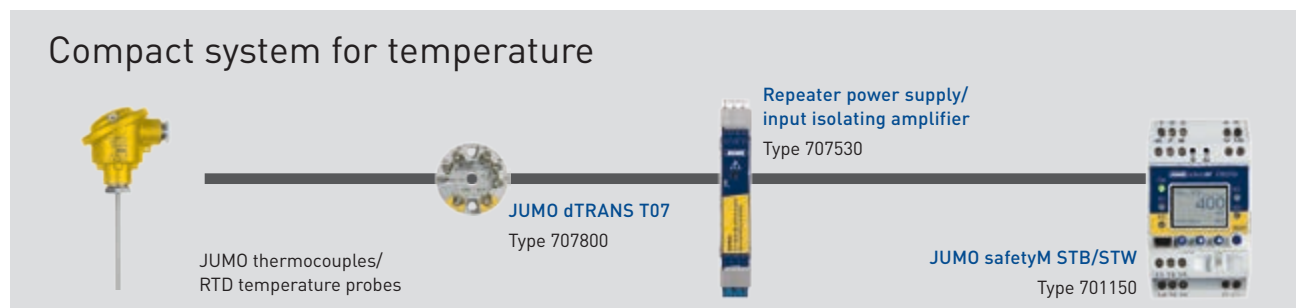 Compact system for temperature
Repeater power supply/
input isolating amplifier
Type 707530
JUMO dTRANS T07
Type 707800
JUMO thermocouples/
RTD temperature probes
JUMO safetyM STB/STW
Type 701150
400